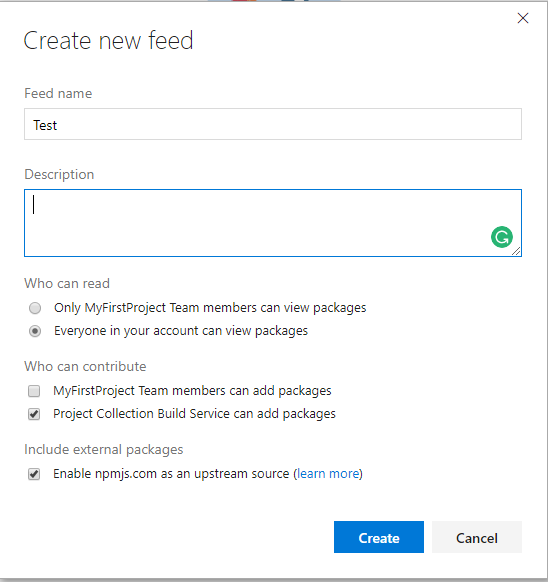 Create new feed
Feed name
Test
Description
Who can read
Only MyFirstProject Team members can view packages
Everyone in your account can view packages
Who can contribute
MyFirstProject Team members can add packages
Project Collection Build Service can add packages
Include external packages
Enable npmjs.com as an upstream source (learn more)
Create Cancel